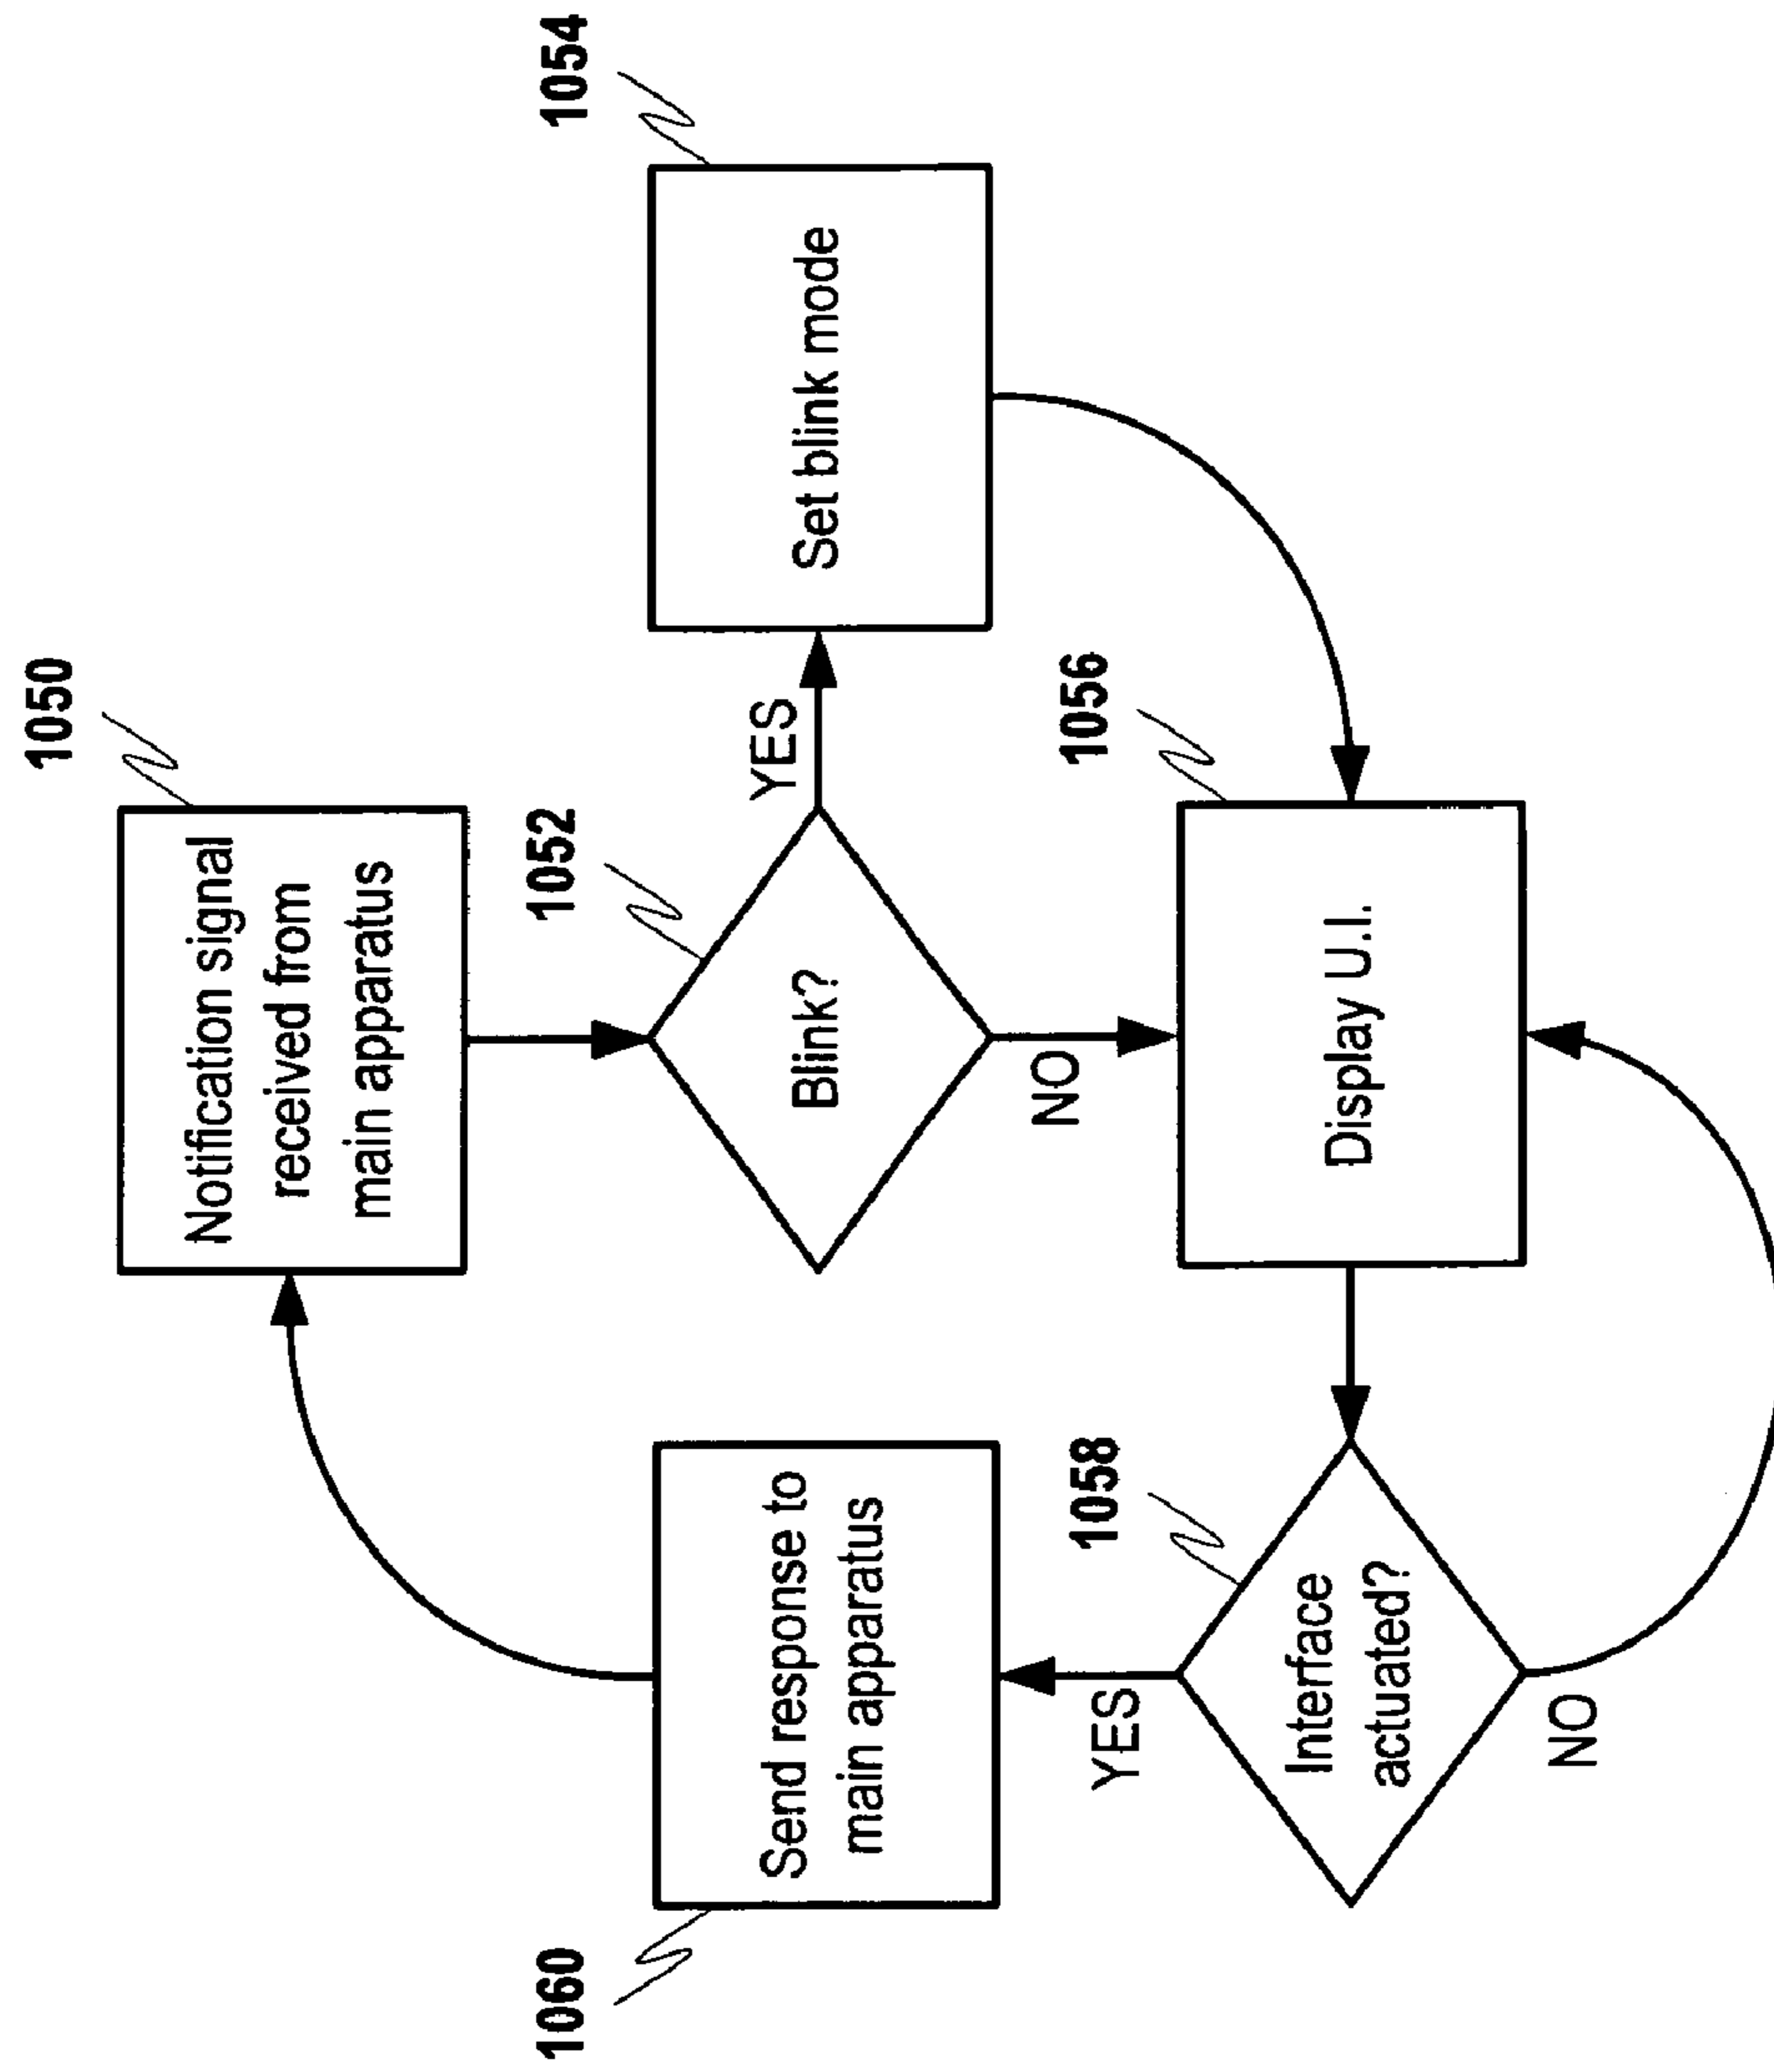 1050
Notification signal
received from
main apparatus
1052
Blink?
YES
NO
1054
Set blink mode
1056
Display U.I.
1058
Interface
actuated?
YES
NO
1060
Send response to
main apparatus